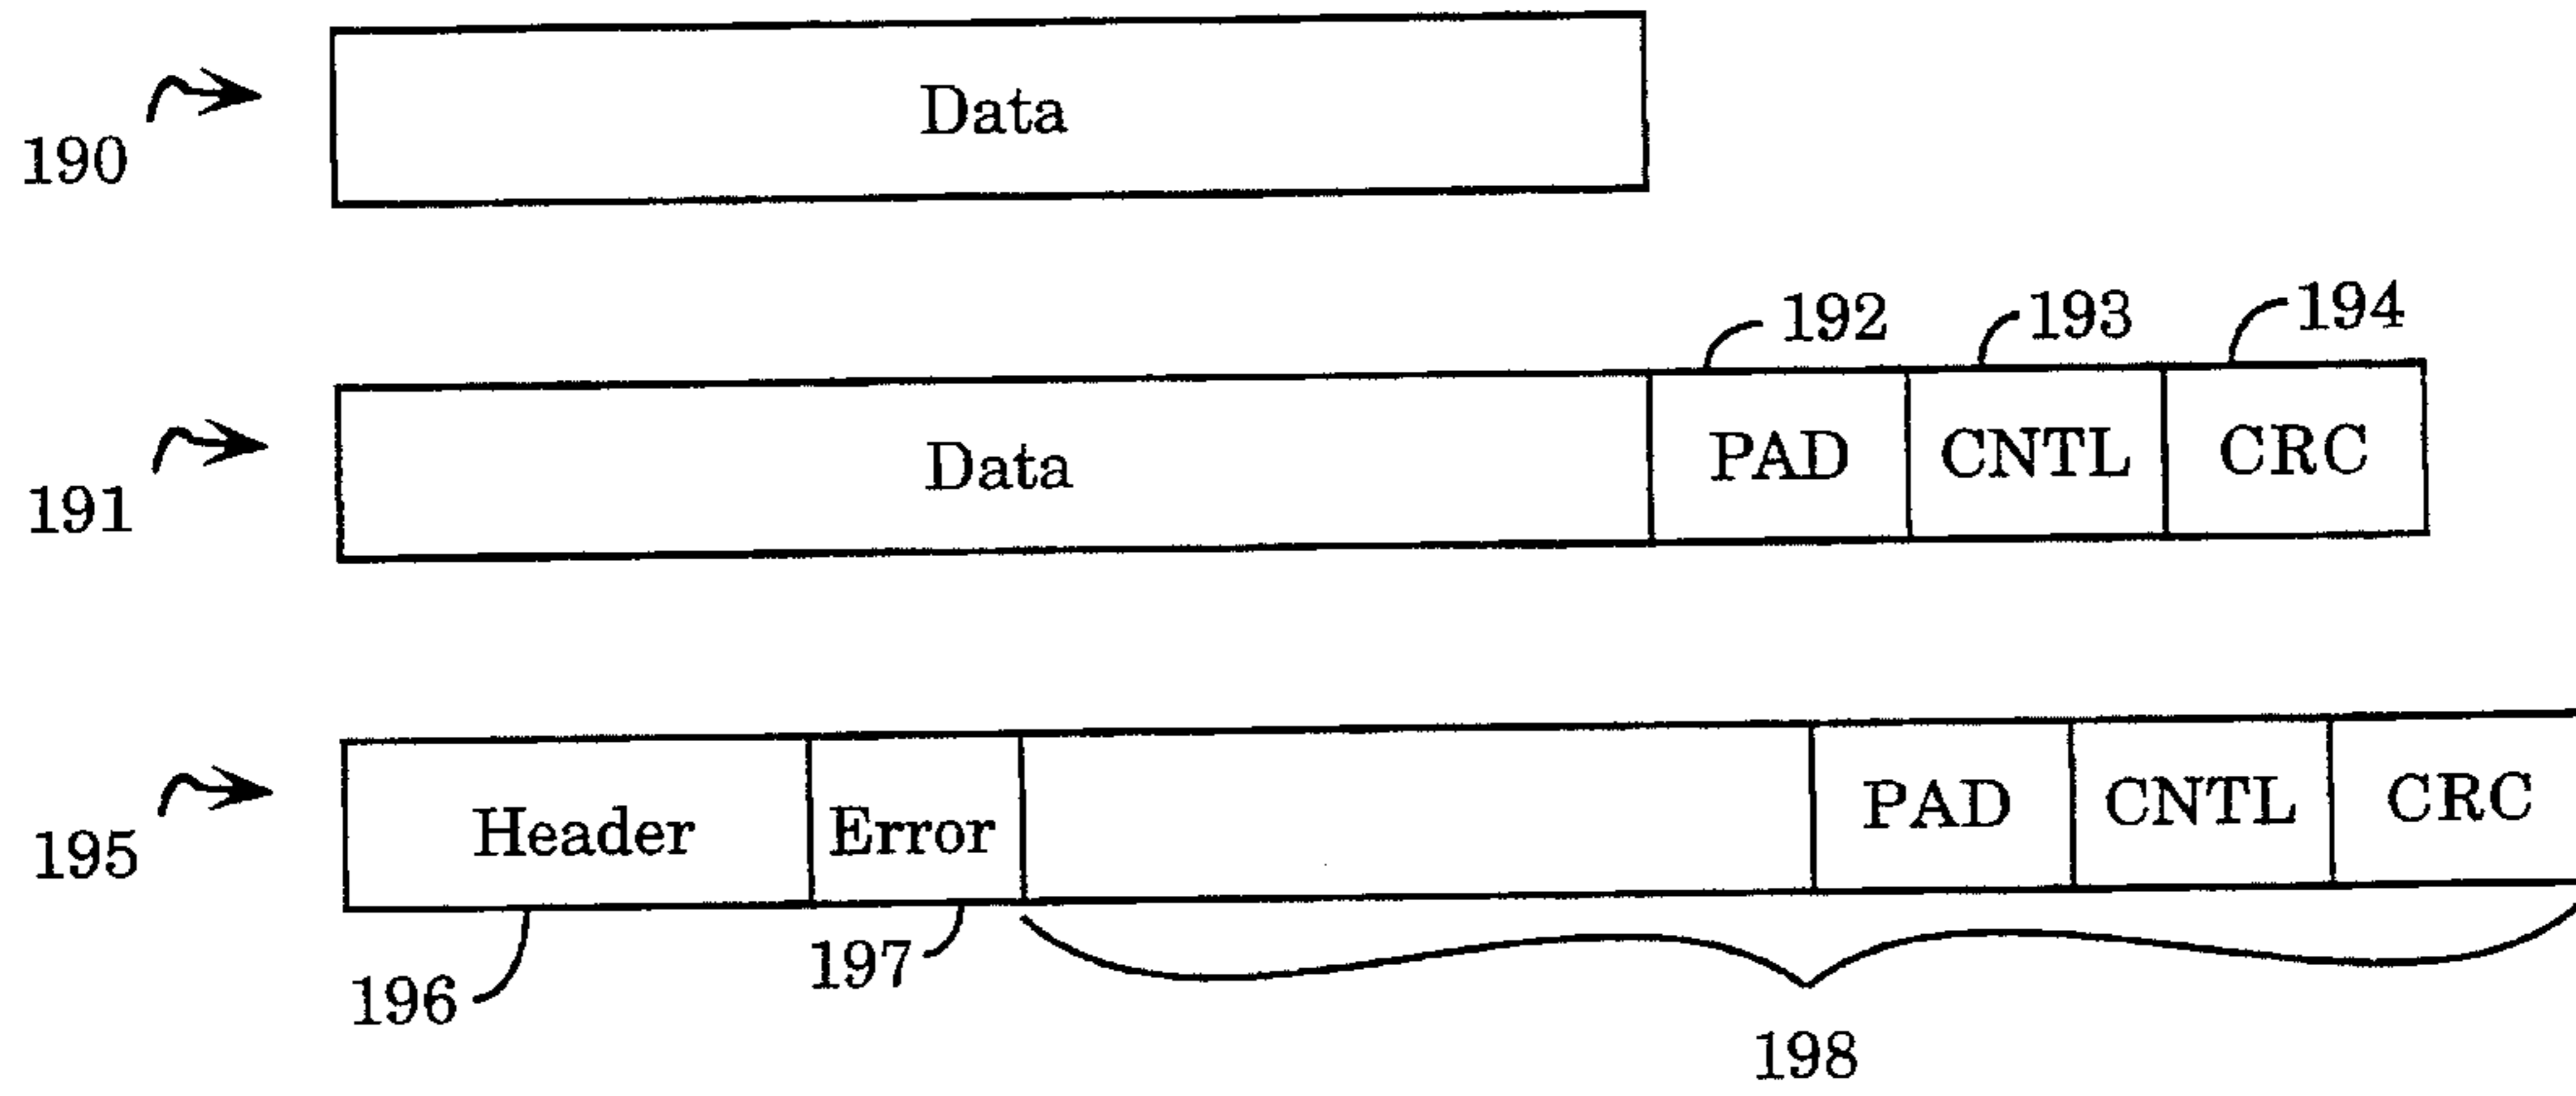 Data
190
192 193 194
Data PAD CNTL CRC
191
Header Error PAD CNTL CRC
195
196 197
198